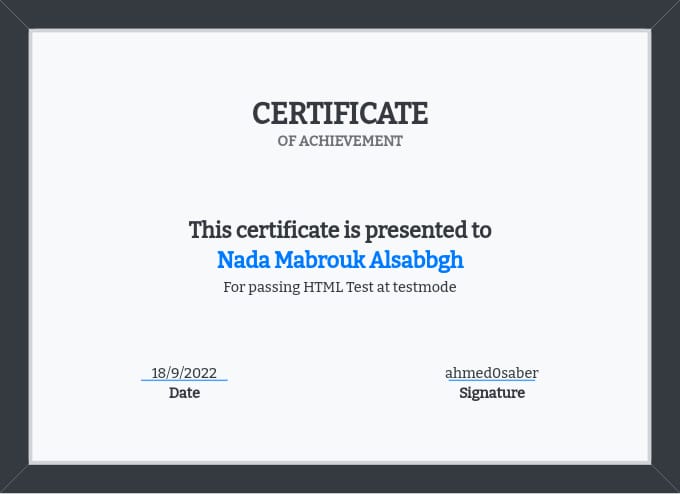 CERTIFICATE
OF ACHIEVEMENT
This certificate is presented to
Nada Mabrouk Alsabbgh
For passing HTML Test at testmode
18/9/2022
Date
ahmed0saber
Signature